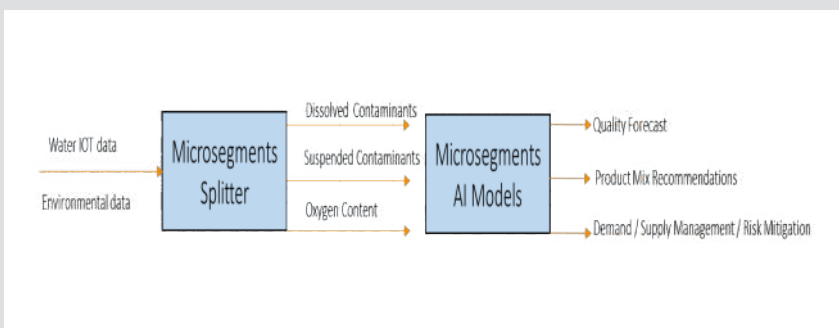 Water IOT data
Environmental data
Microsegments
Splitter
Dissolved Contaminants
Suspended Contaminants
Oxygen Content
Microsegments
AI Models
Quality Forecast
Product Mix Recommendations
Demand / Supply Management / Risk Mitigation